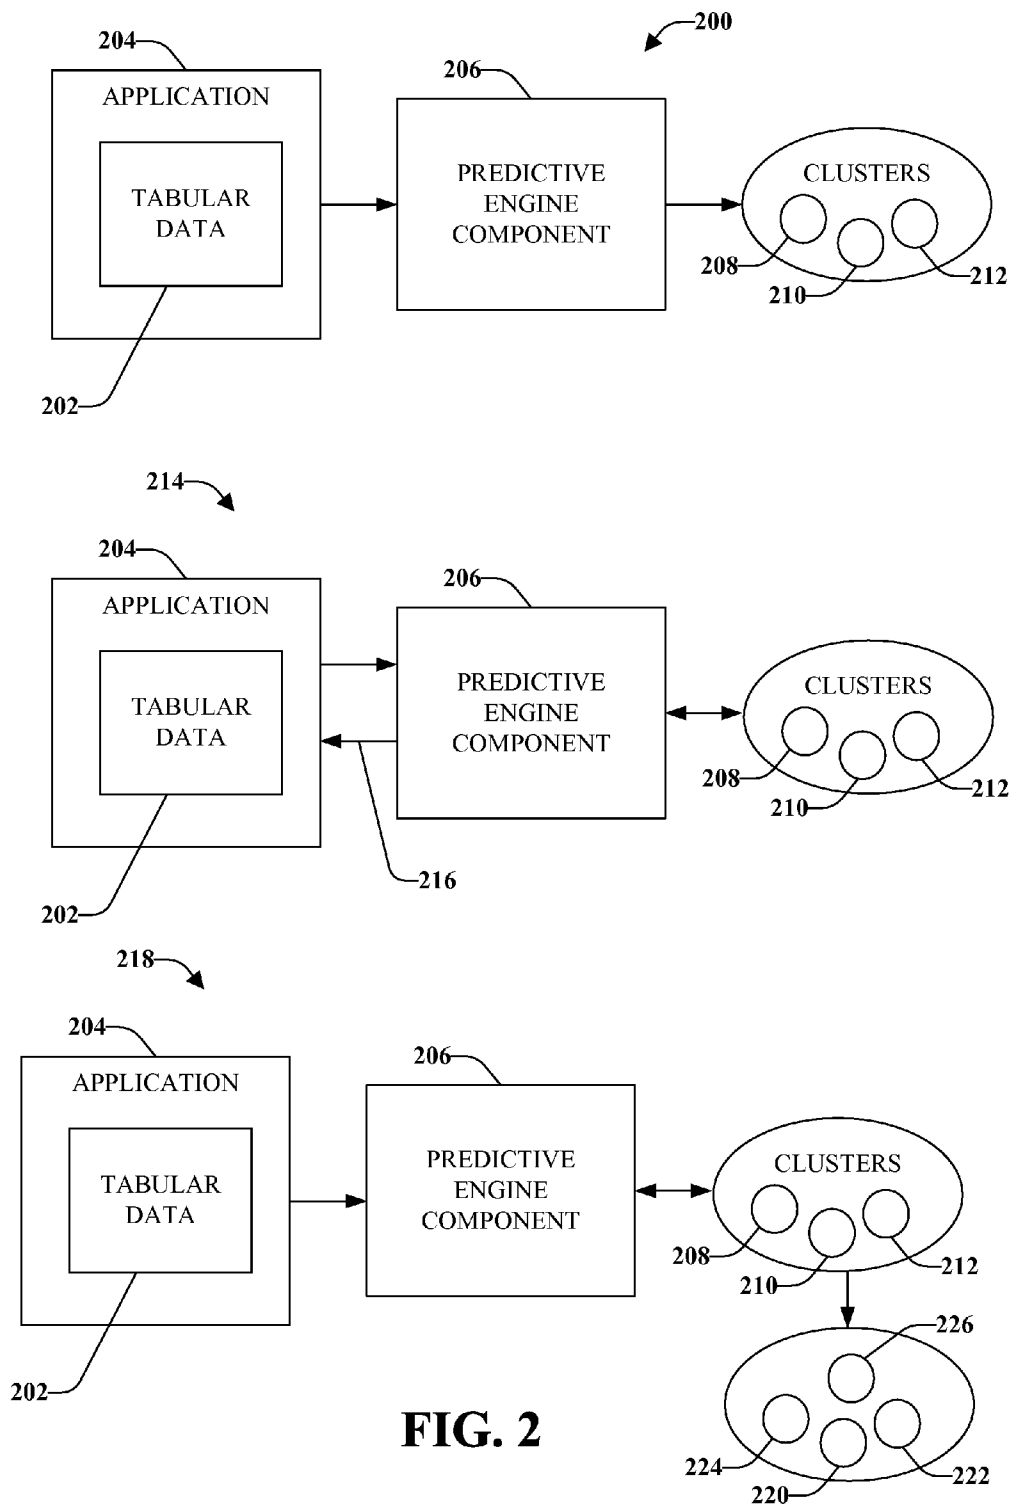 200
204
206
APPLICATION
TABULAR
DATA
PREDICTIVE
ENGINE
COMPONENT
CLUSTERS
208
210
212
202
214
204
206
APPLICATION
TABULAR
DATA
PREDICTIVE
ENGINE
COMPONENT
CLUSTERS
208
210
212
216
202
218
204
206
APPLICATION
TABULAR
DATA
PREDICTIVE
ENGINE
COMPONENT
CLUSTERS
208
210
212
226
202
224
220
222
FIG. 2